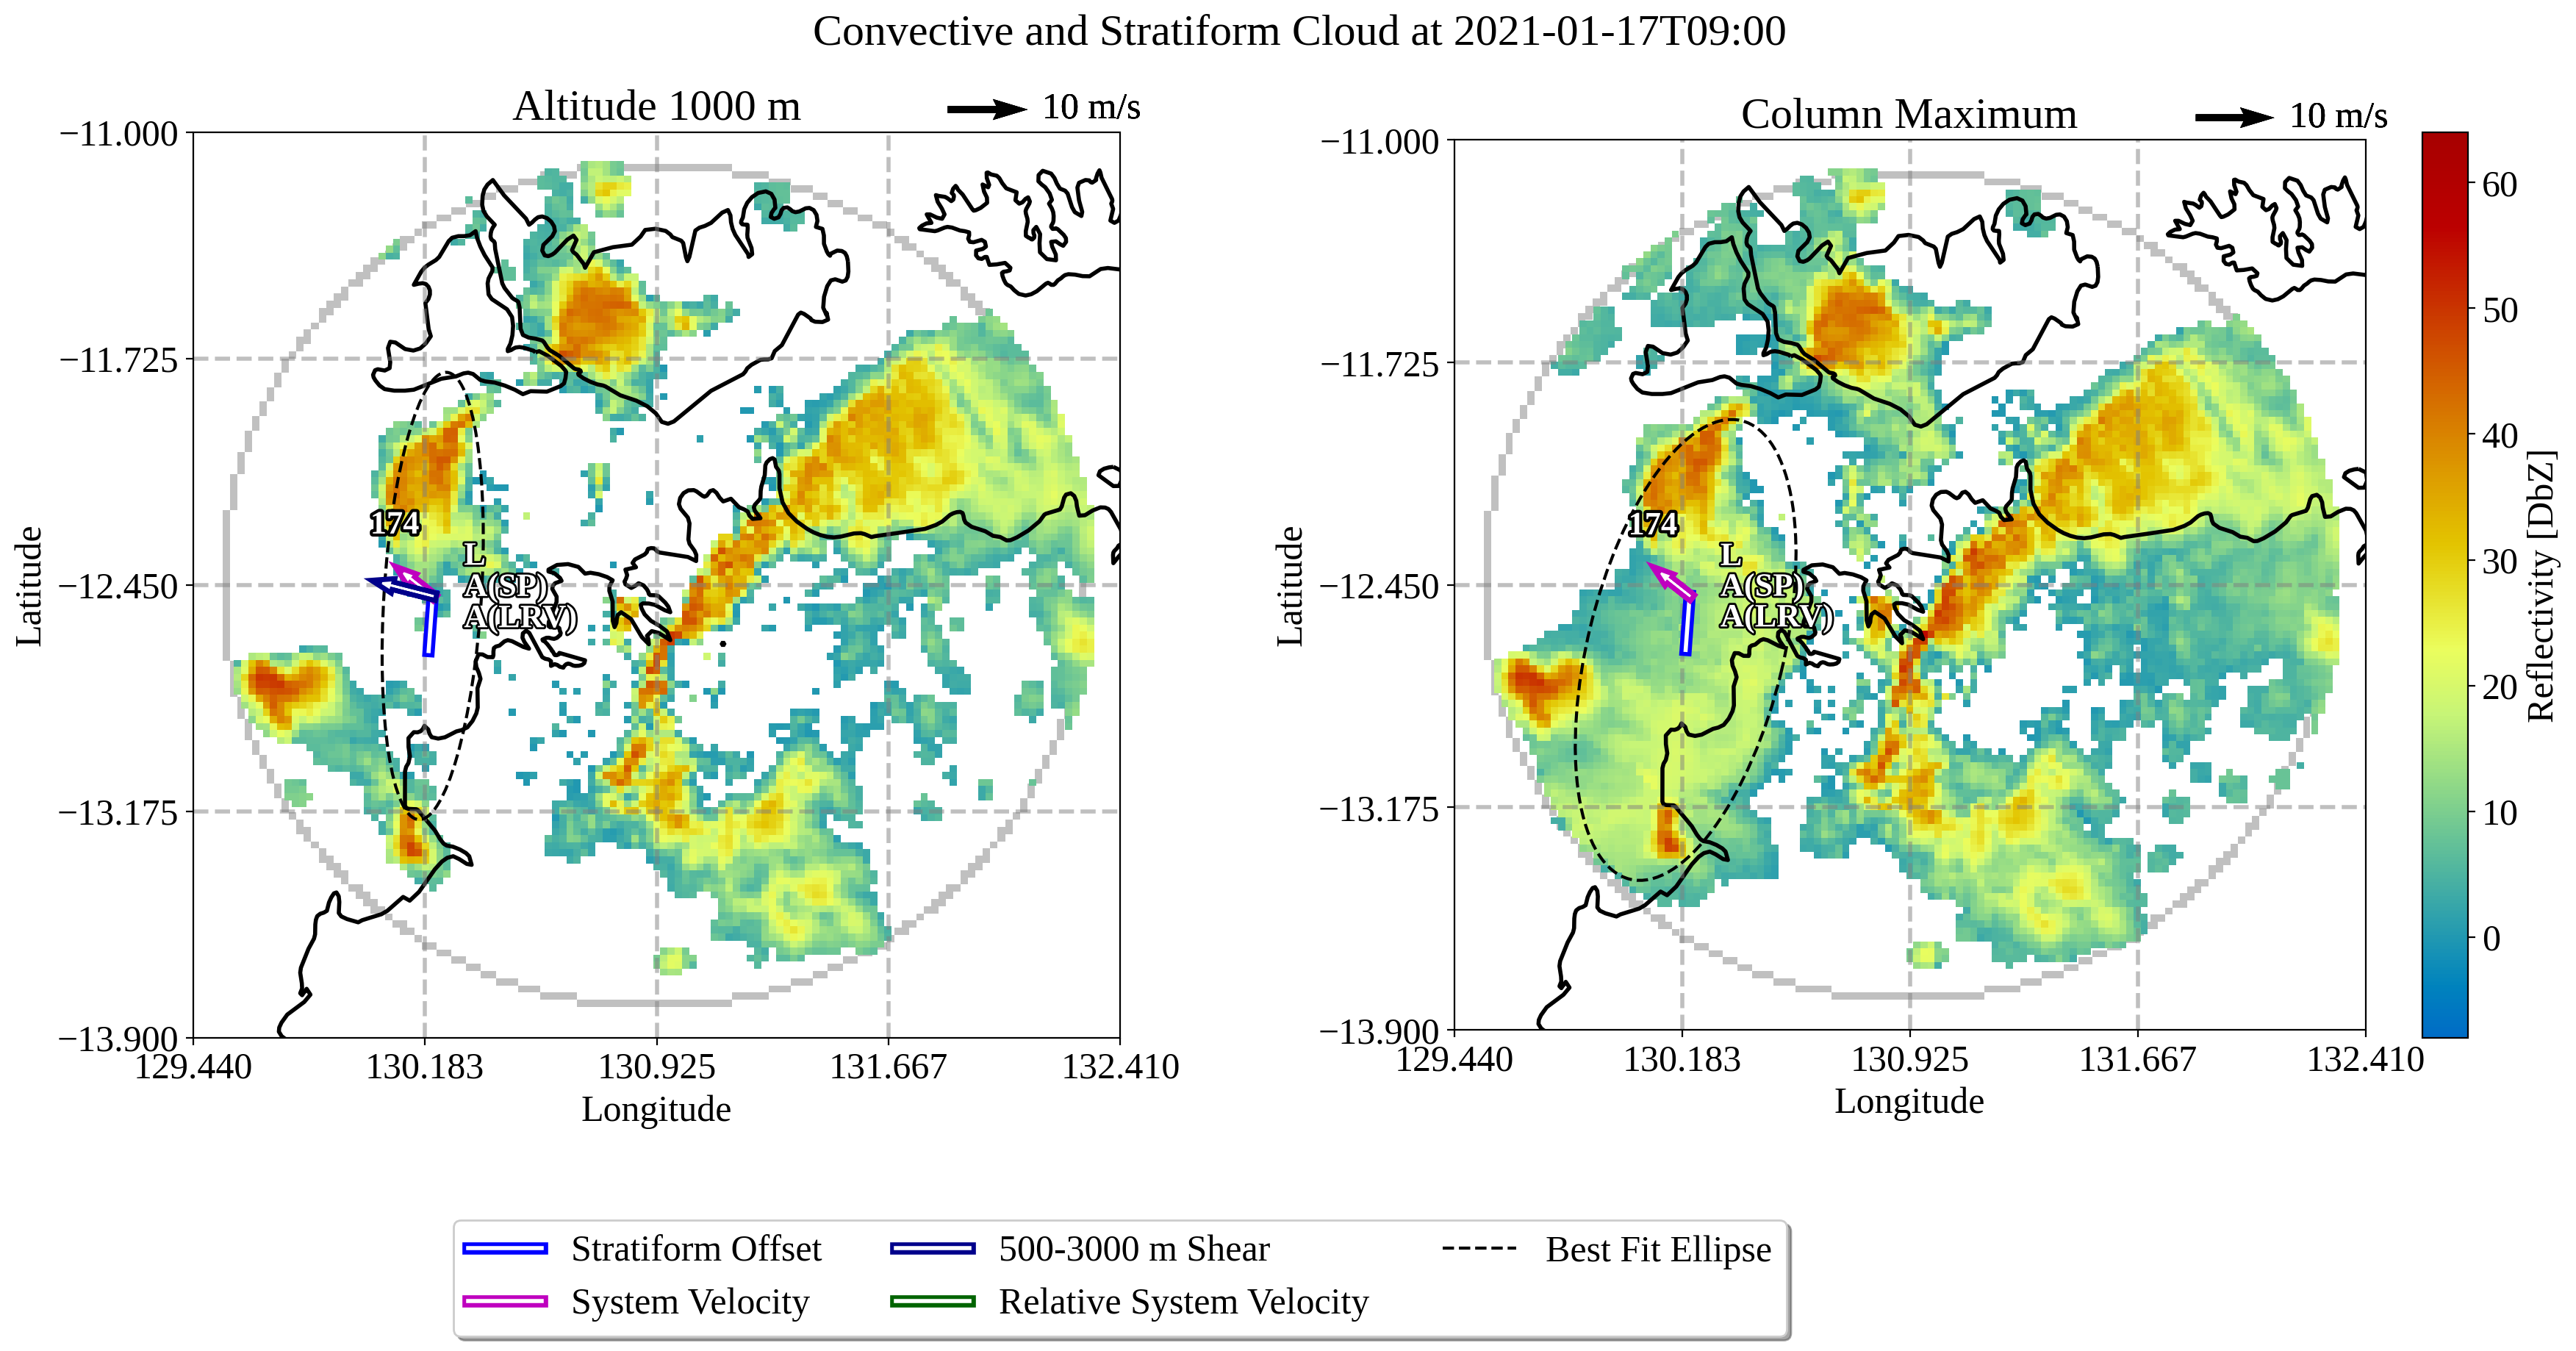 Convective and Stratiform Cloud at 2021-01-17T09:00
Altitude 1000 m
10 m/s
−11.000
−11.725
−12.450
−13.175
−13.900
Latitude
174
L
A(SP)
A(LRV)
129.440
130.183
130.925
131.667
132.410
Longitude
Column Maximum
10 m/s
−11.000
−11.725
−12.450
−13.175
−13.900
Latitude
174
L
A(SP)
A(LRV)
129.440
130.183
130.925
131.667
132.410
Longitude
60
50
40
30
20
10
0
Reflectivity [DbZ]
Stratiform Offset
System Velocity
500-3000 m Shear
Relative System Velocity
Best Fit Ellipse